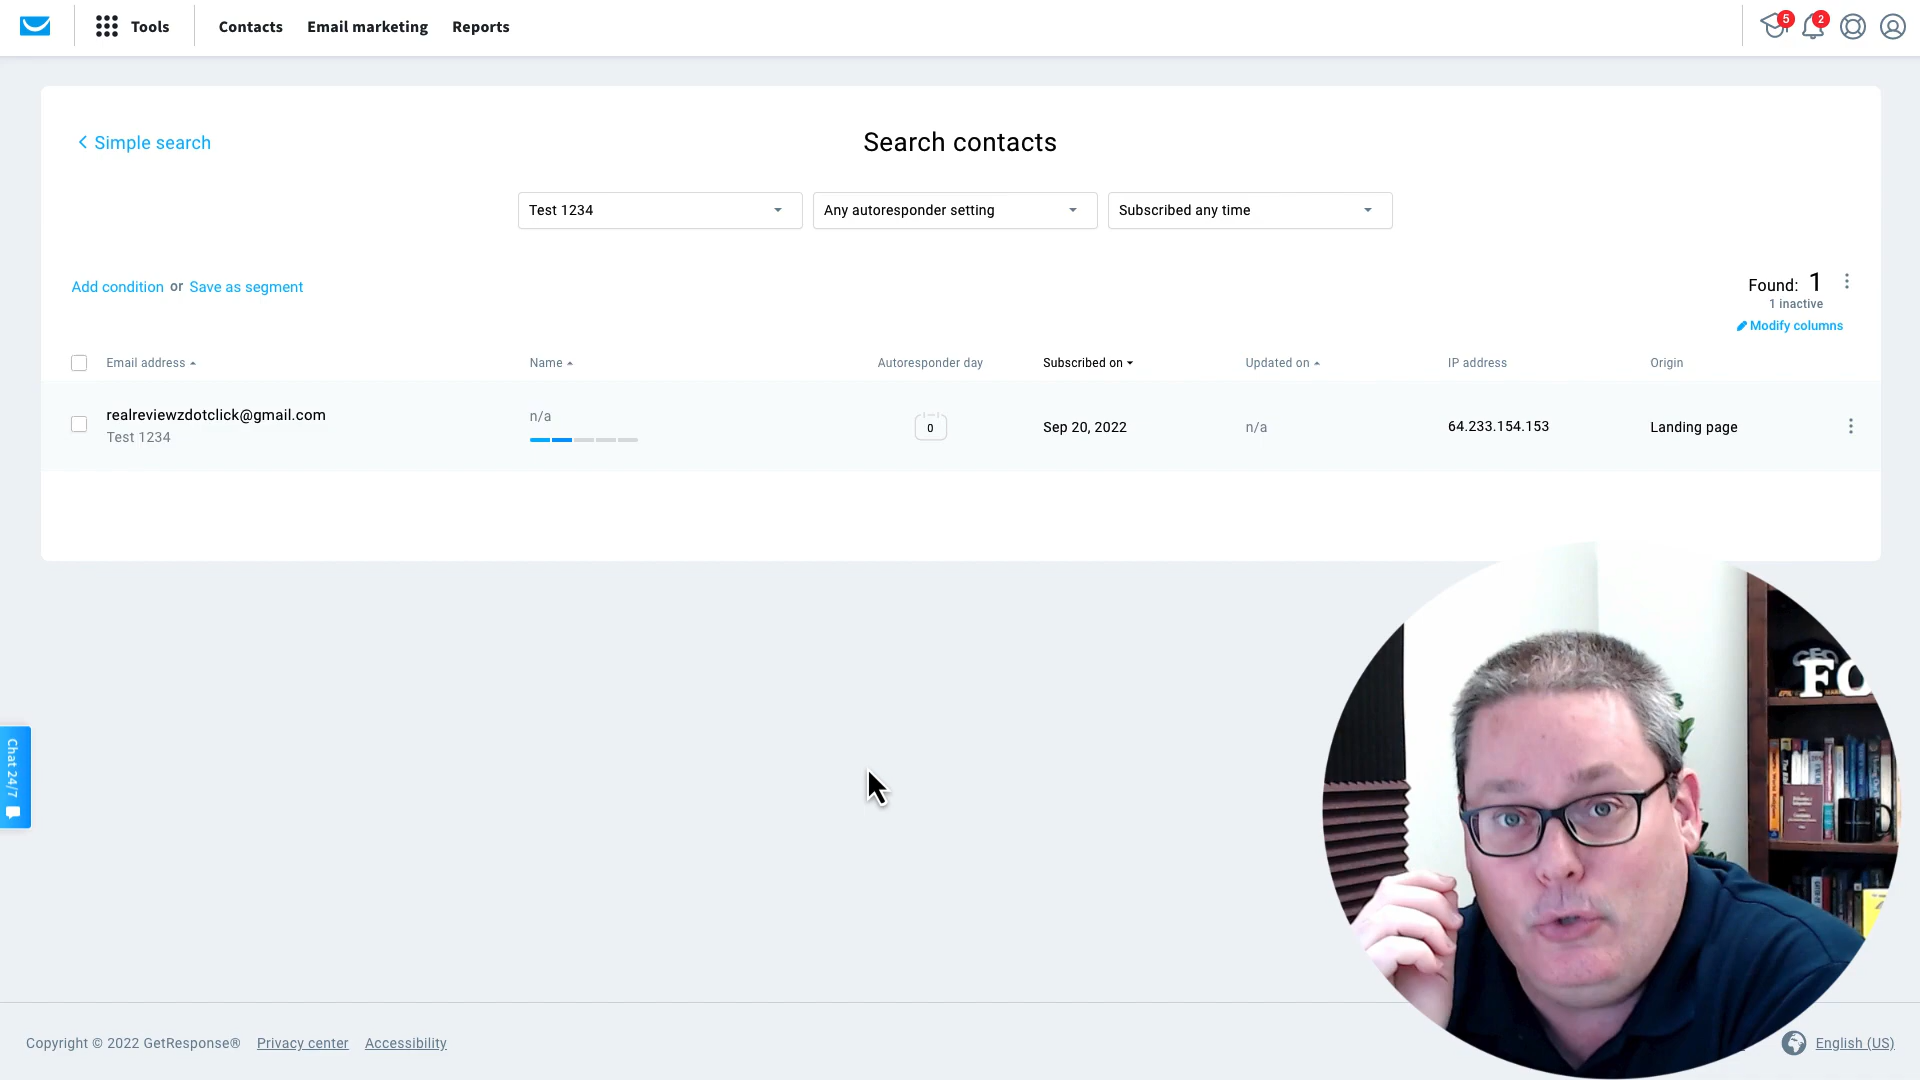 Tools
Contacts
Email marketing
Reports
5
2
Simple search
Search contacts
Test 1234
Any autoresponder setting
Subscribed any time
Add condition or Save as segment
Found: 1
1 inactive
Modify columns
Email address
Name
Autoresponder day
Subscribed on
Updated on
IP address
Origin
realreviewzdotclick@gmail.com
Test 1234
n/a
0
Sep 20, 2022
n/a
64.233.154.153
Landing page
Chat 24/7
Copyright © 2022 GetResponse®
Privacy center
Accessibility
English (US)